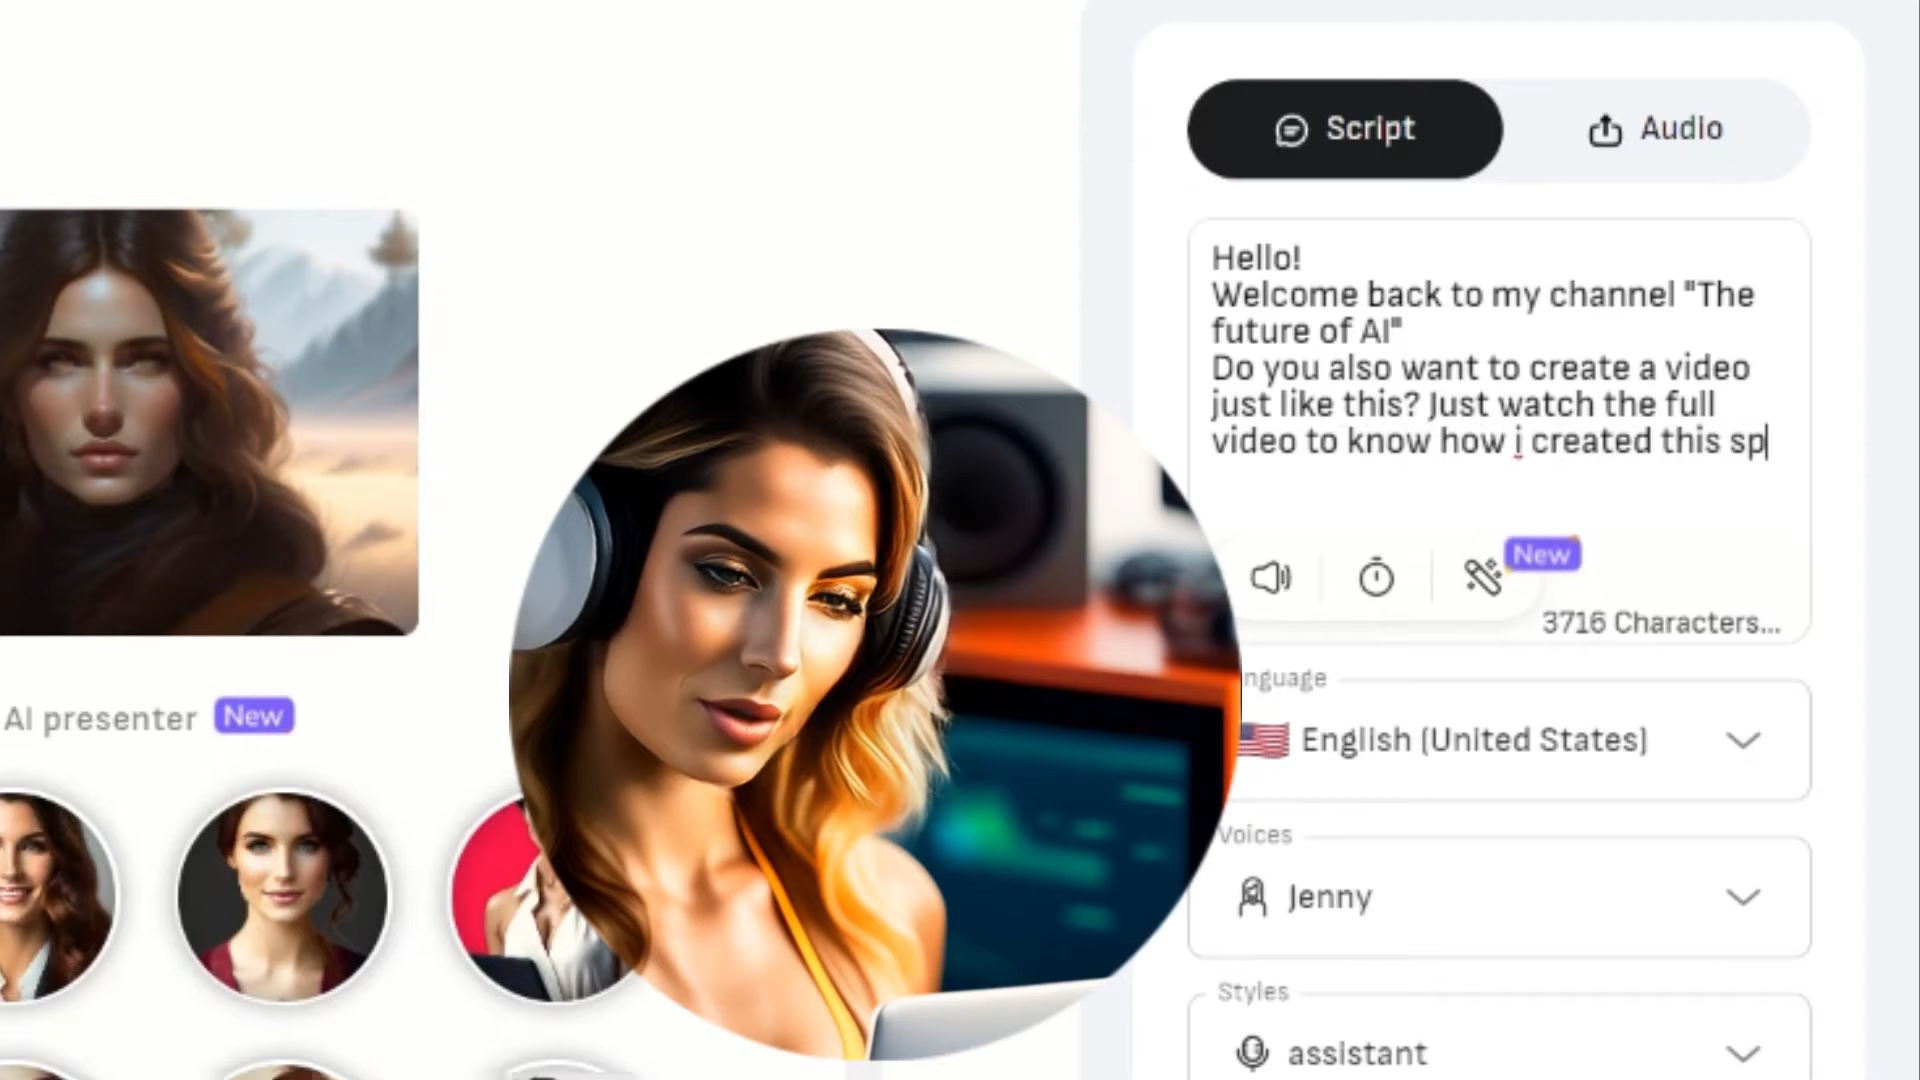 Script
Audio
Hello!
Welcome back to my channel "The
future of AI"
Do you also want to create a video
just like this? Just watch the full
video to know how i created this sp
New
3716 Characters...
nguage
English (United States)
Voices
Jenny
Styles
assistant
AI presenter
New